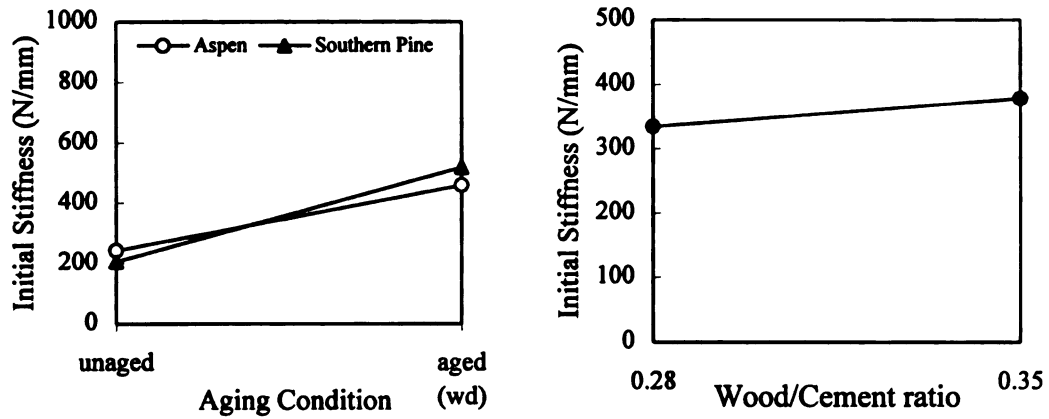 Initial Stiffness (N/mm)
1000
800
600
400
200
0
Aspen Southern Pine
unaged aged
(wd)
Aging Condition
Initial Stiffness (N/mm)
500
400
300
200
100
0
0.28 0.35
Wood/Cement ratio